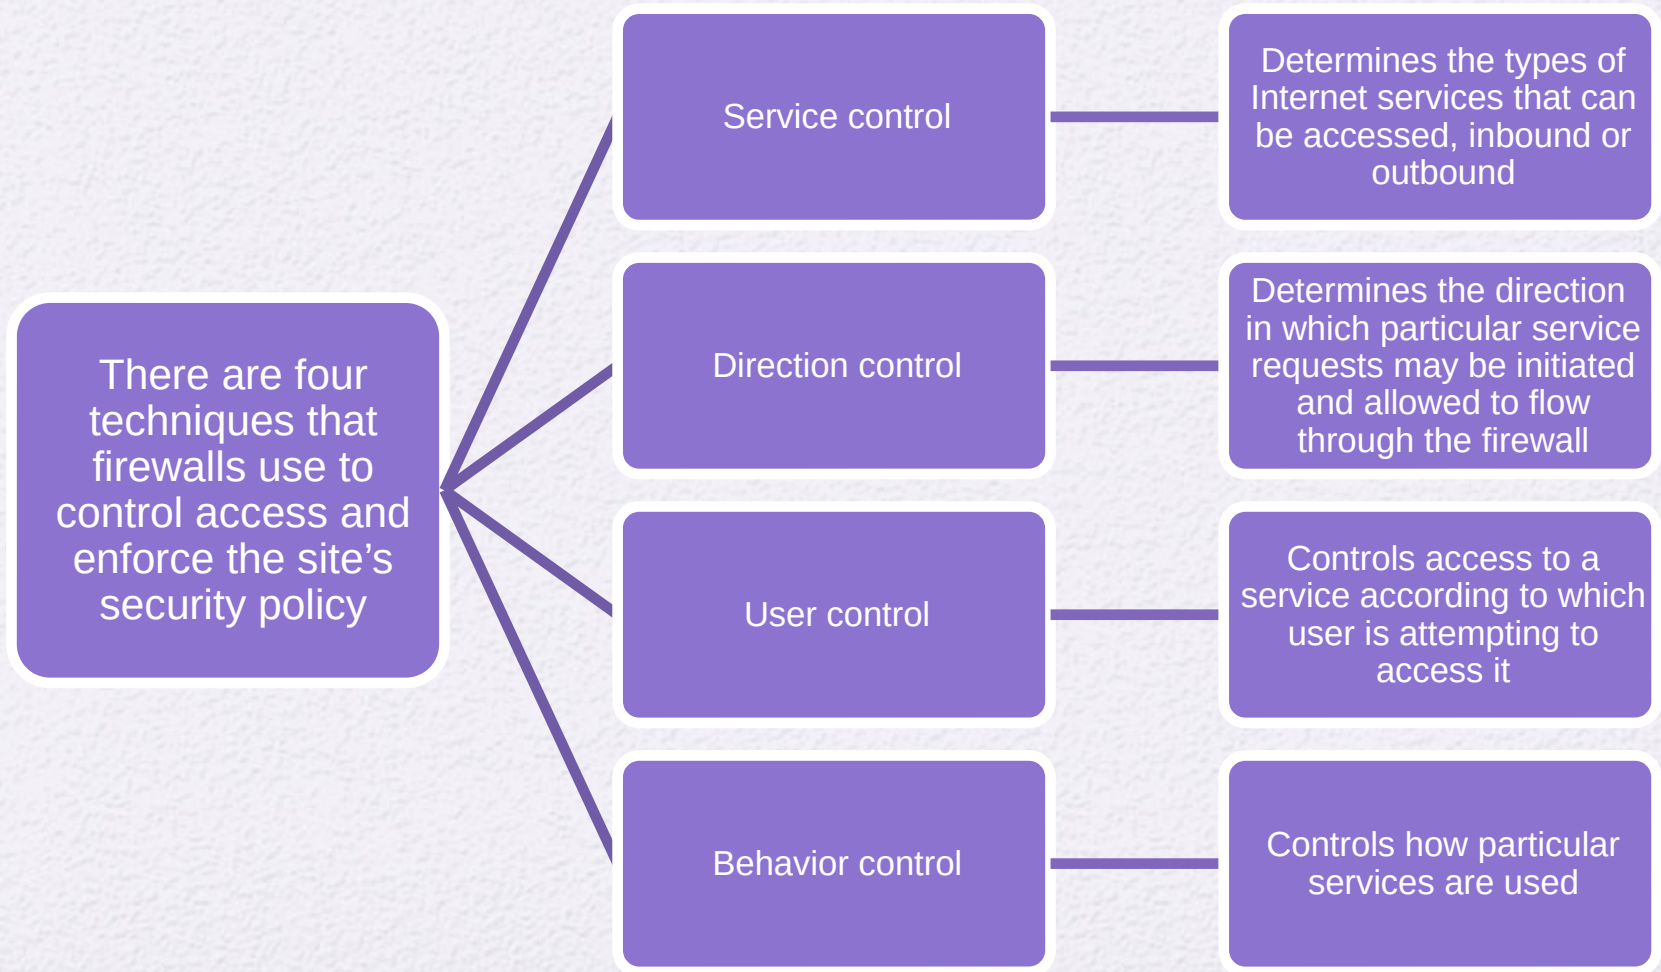 There are four
techniques that
firewalls use to
control access and
enforce the site’s
security policy
Service control
Determines the types of
Internet services that can
be accessed, inbound or
outbound
Direction control
Determines the direction
in which particular service
requests may be initiated
and allowed to flow
through the firewall
User control
Controls access to a
service according to which
user is attempting to
access it
Behavior control
Controls how particular
services are used